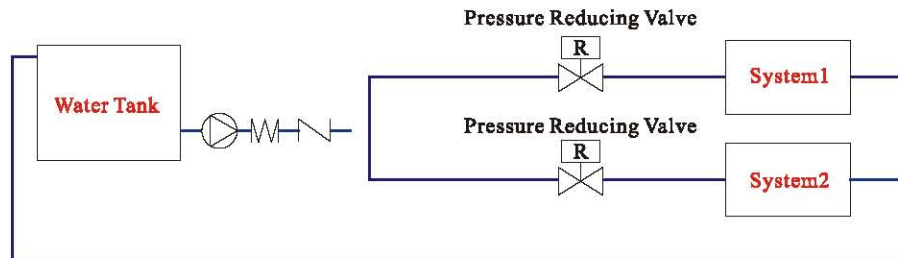 Pressure Reducing Valve
R
System1
Water Tank
Pressure Reducing Valve
R
System2